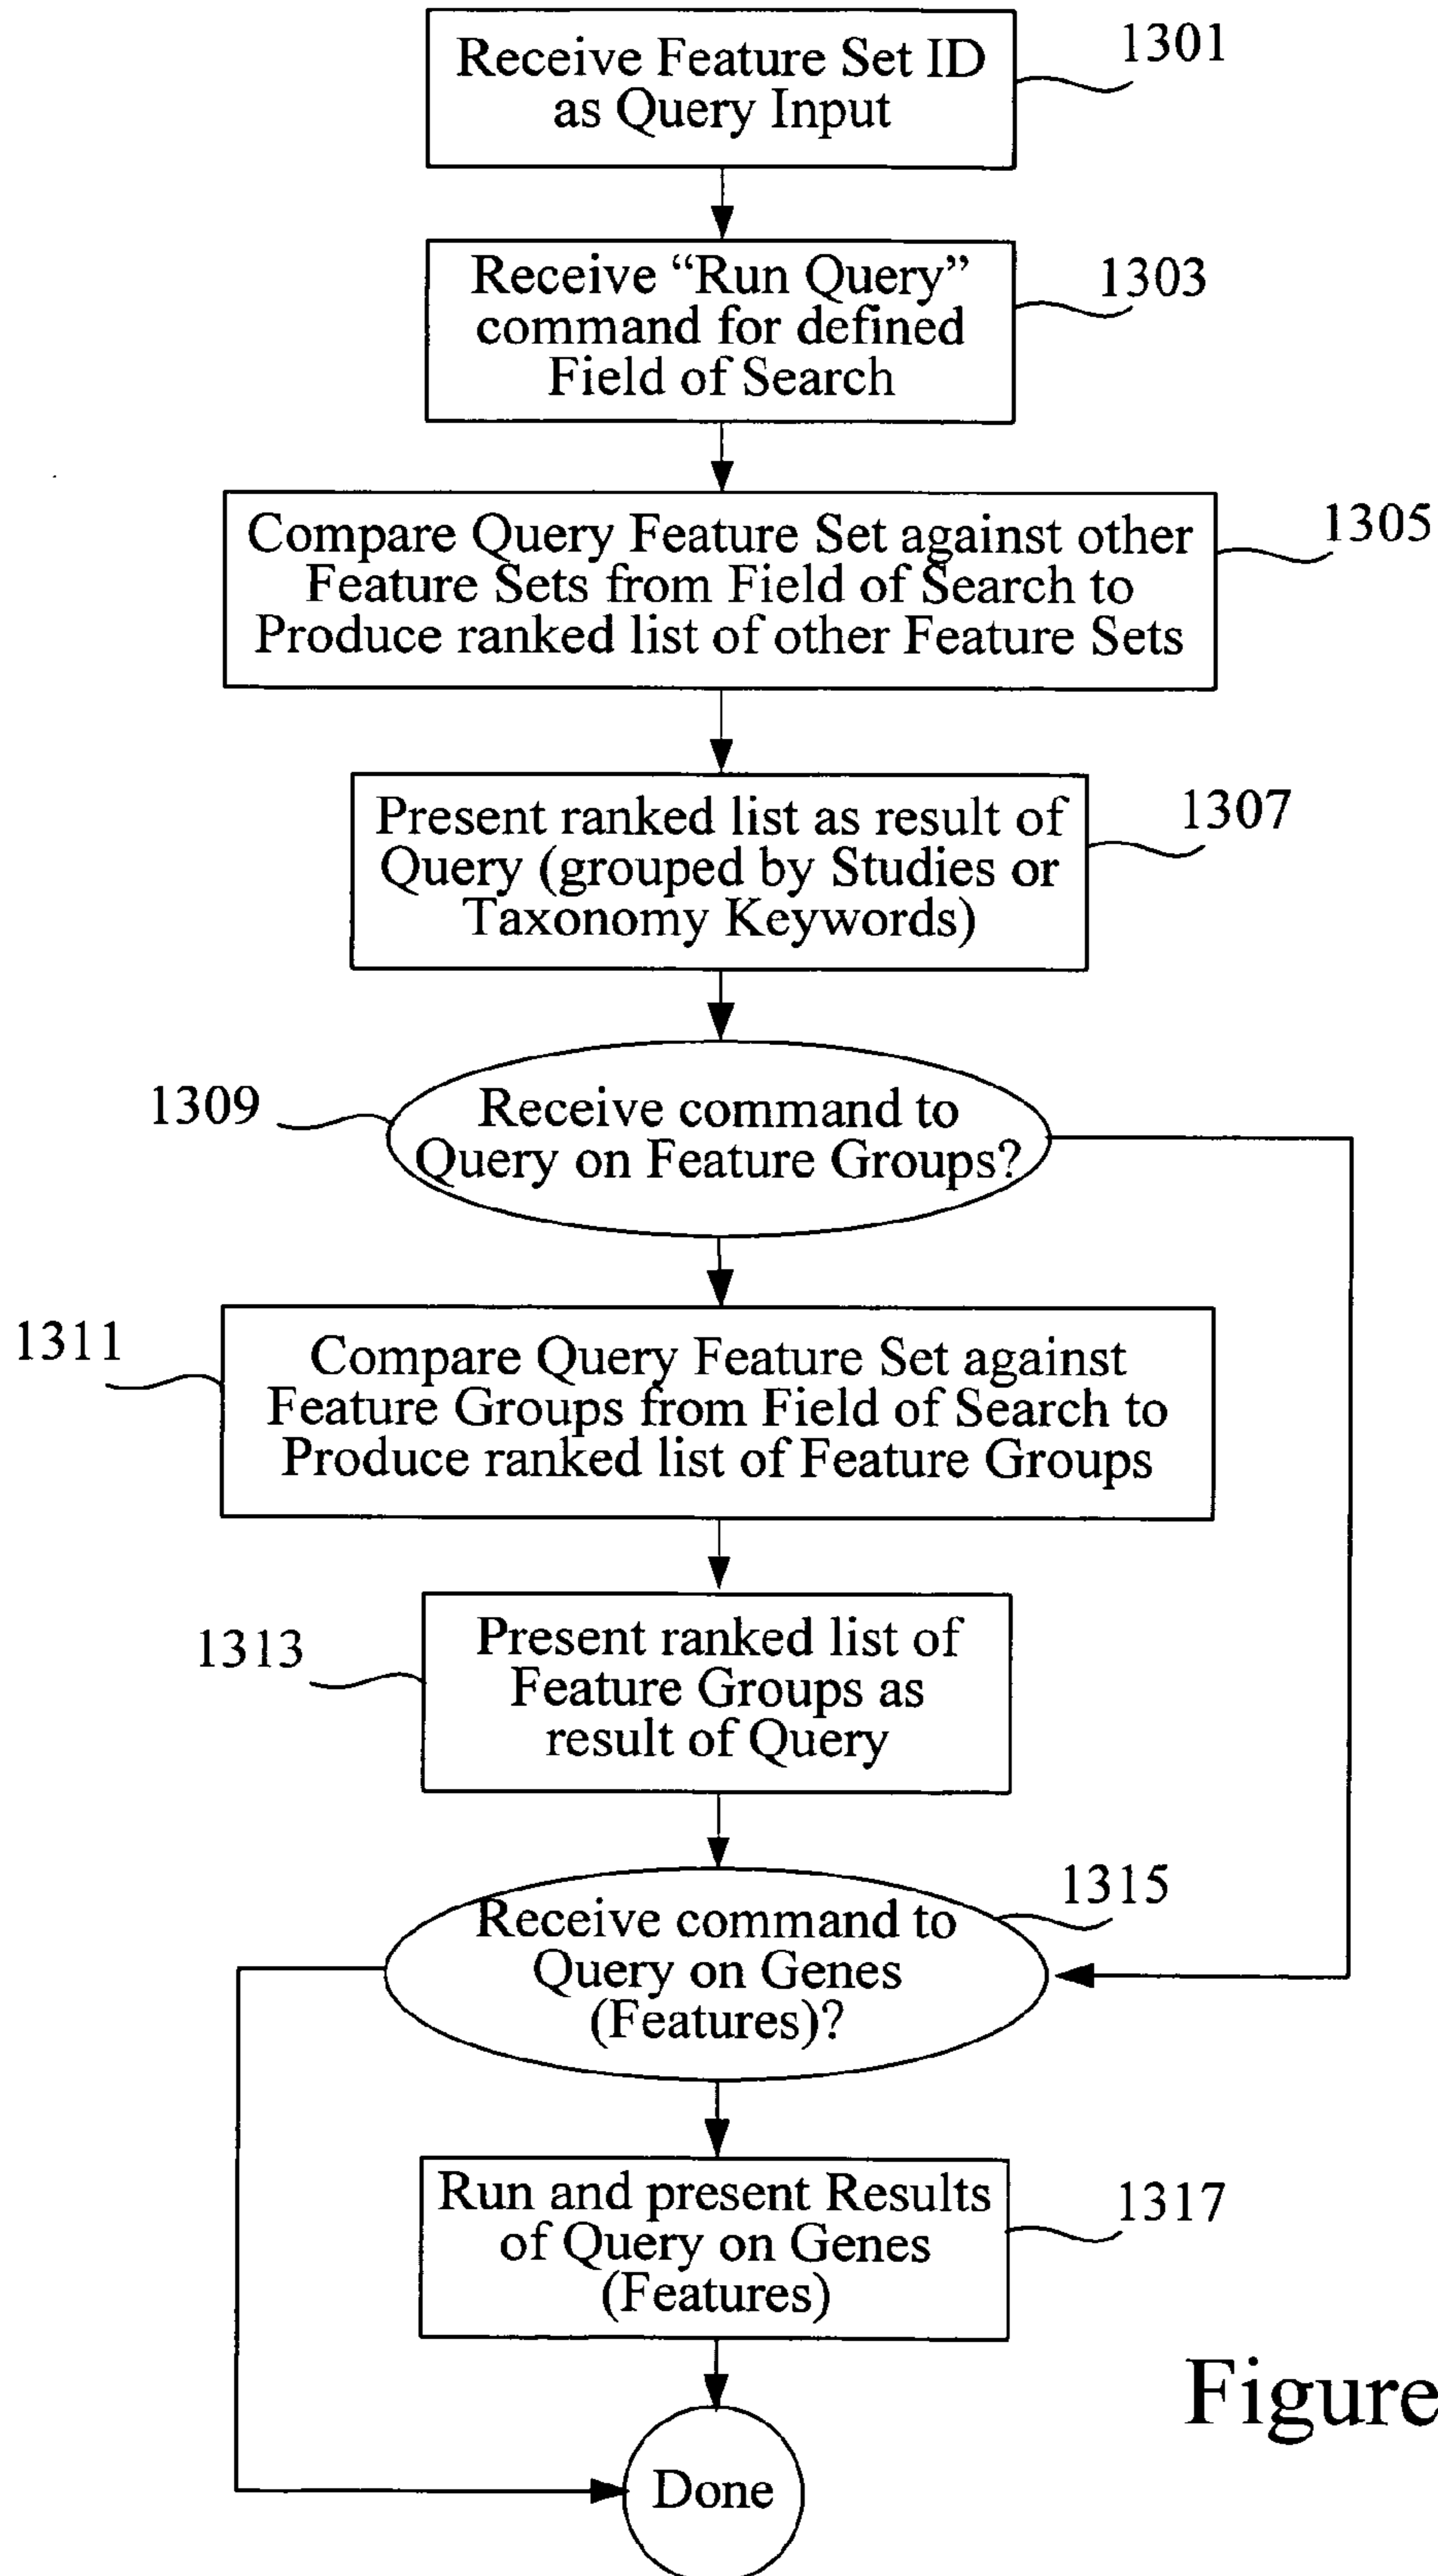 Receive Feature Set ID
as Query Input
1301
Receive “Run Query”
command for defined
Field of Search
1303
Compare Query Feature Set against other
Feature Sets from Field of Search to
Produce ranked list of other Feature Sets
1305
Present ranked list as result of
Query (grouped by Studies or
Taxonomy Keywords)
1307
1309
Receive command to
Query on Feature Groups?
1311
Compare Query Feature Set against
Feature Groups from Field of Search to
Produce ranked list of Feature Groups
1313
Present ranked list of
Feature Groups as
result of Query
1315
Receive command to
Query on Genes
(Features)?
Run and present Results
of Query on Genes
(Features)
1317
Figure
Done